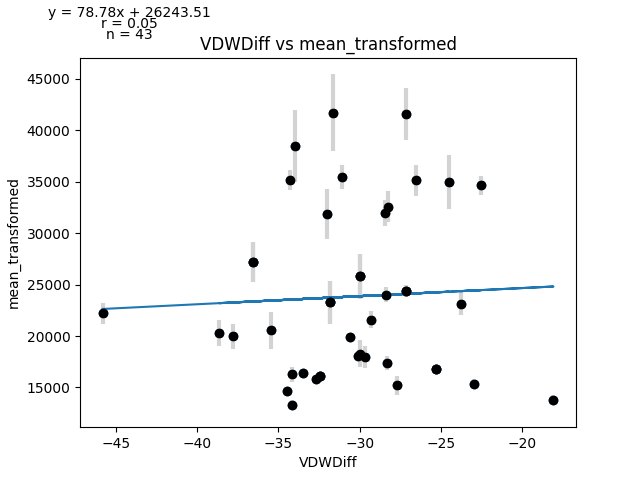 y = 78.78x + 26243.51
r = 0.05
n = 43
VDWDiff vs mean_transformed
45000
40000
35000
30000
25000
20000
15000
mean_transformed
−45 −40 −35 −30 −25 −20
VDWDiff